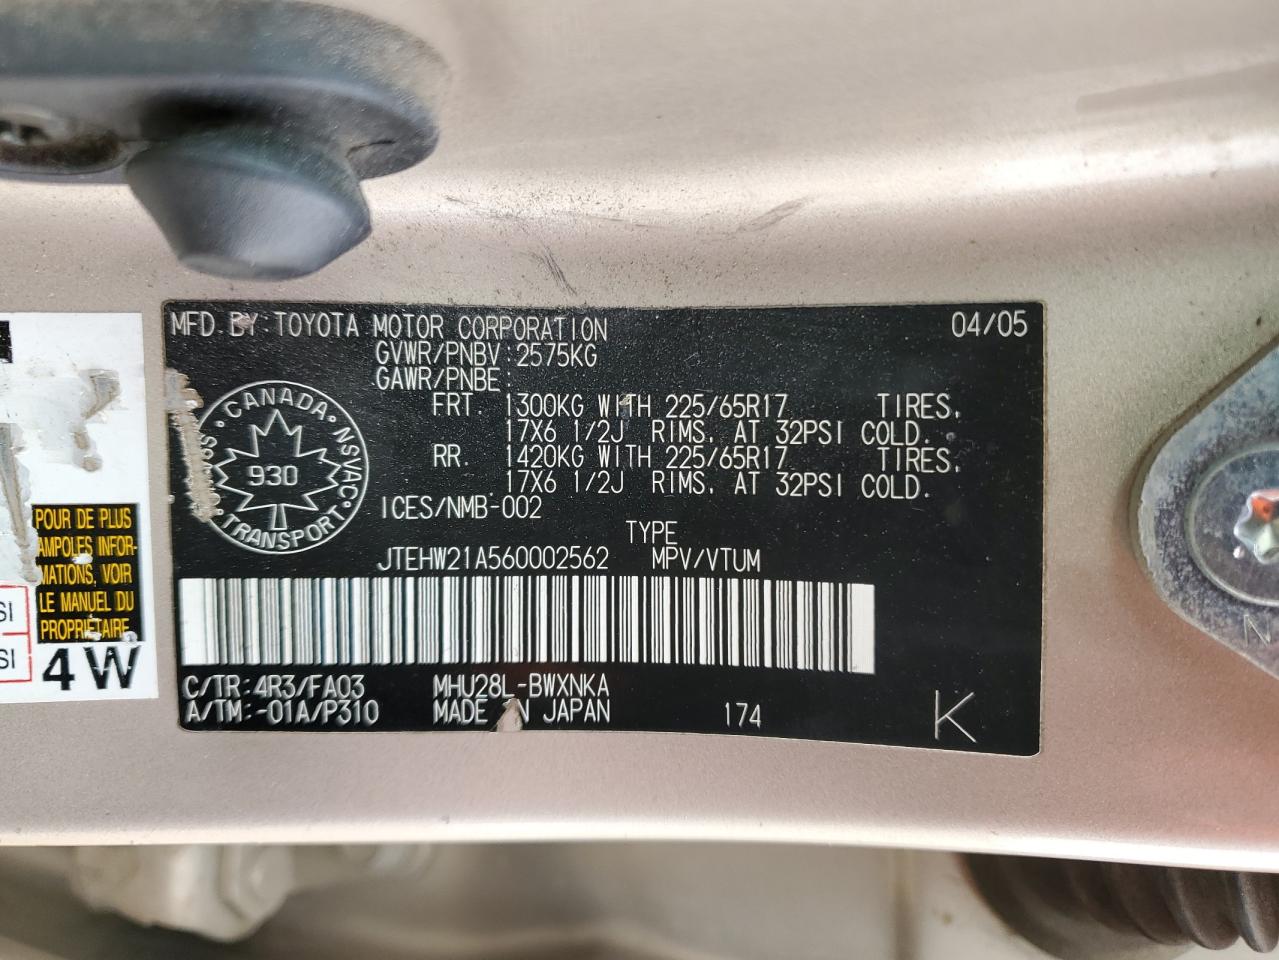 MFD. BY: TOYOTA MOTOR CORPORATION 04/05
GVWR/PNBV: 2575KG
GAWR/PNBE:
FRT. 1300KG WITH 225/65R17 TIRES.
17X6 1/2J RIMS. AT 32PSI COLD.
RR. 1420KG WITH 225/65R17 TIRES.
17X6 1/2J RIMS. AT 32PSI COLD.
ICES/NMB-002
CANADA
NSVAC
930
TRANSPORT
TYPE
JTEHW21A560002562 MPV/VTUM
C/TR: 4R3/FA03 MHU28L-BWXNKA
A/TM:-01A/P310 MADE IN JAPAN 174 K
POUR DE PLUS
AMPOLES INFOR-
MATIONS, VOIR
LE MANUEL DU
PROPRIÉTAIRE
SI
SI
4W
N